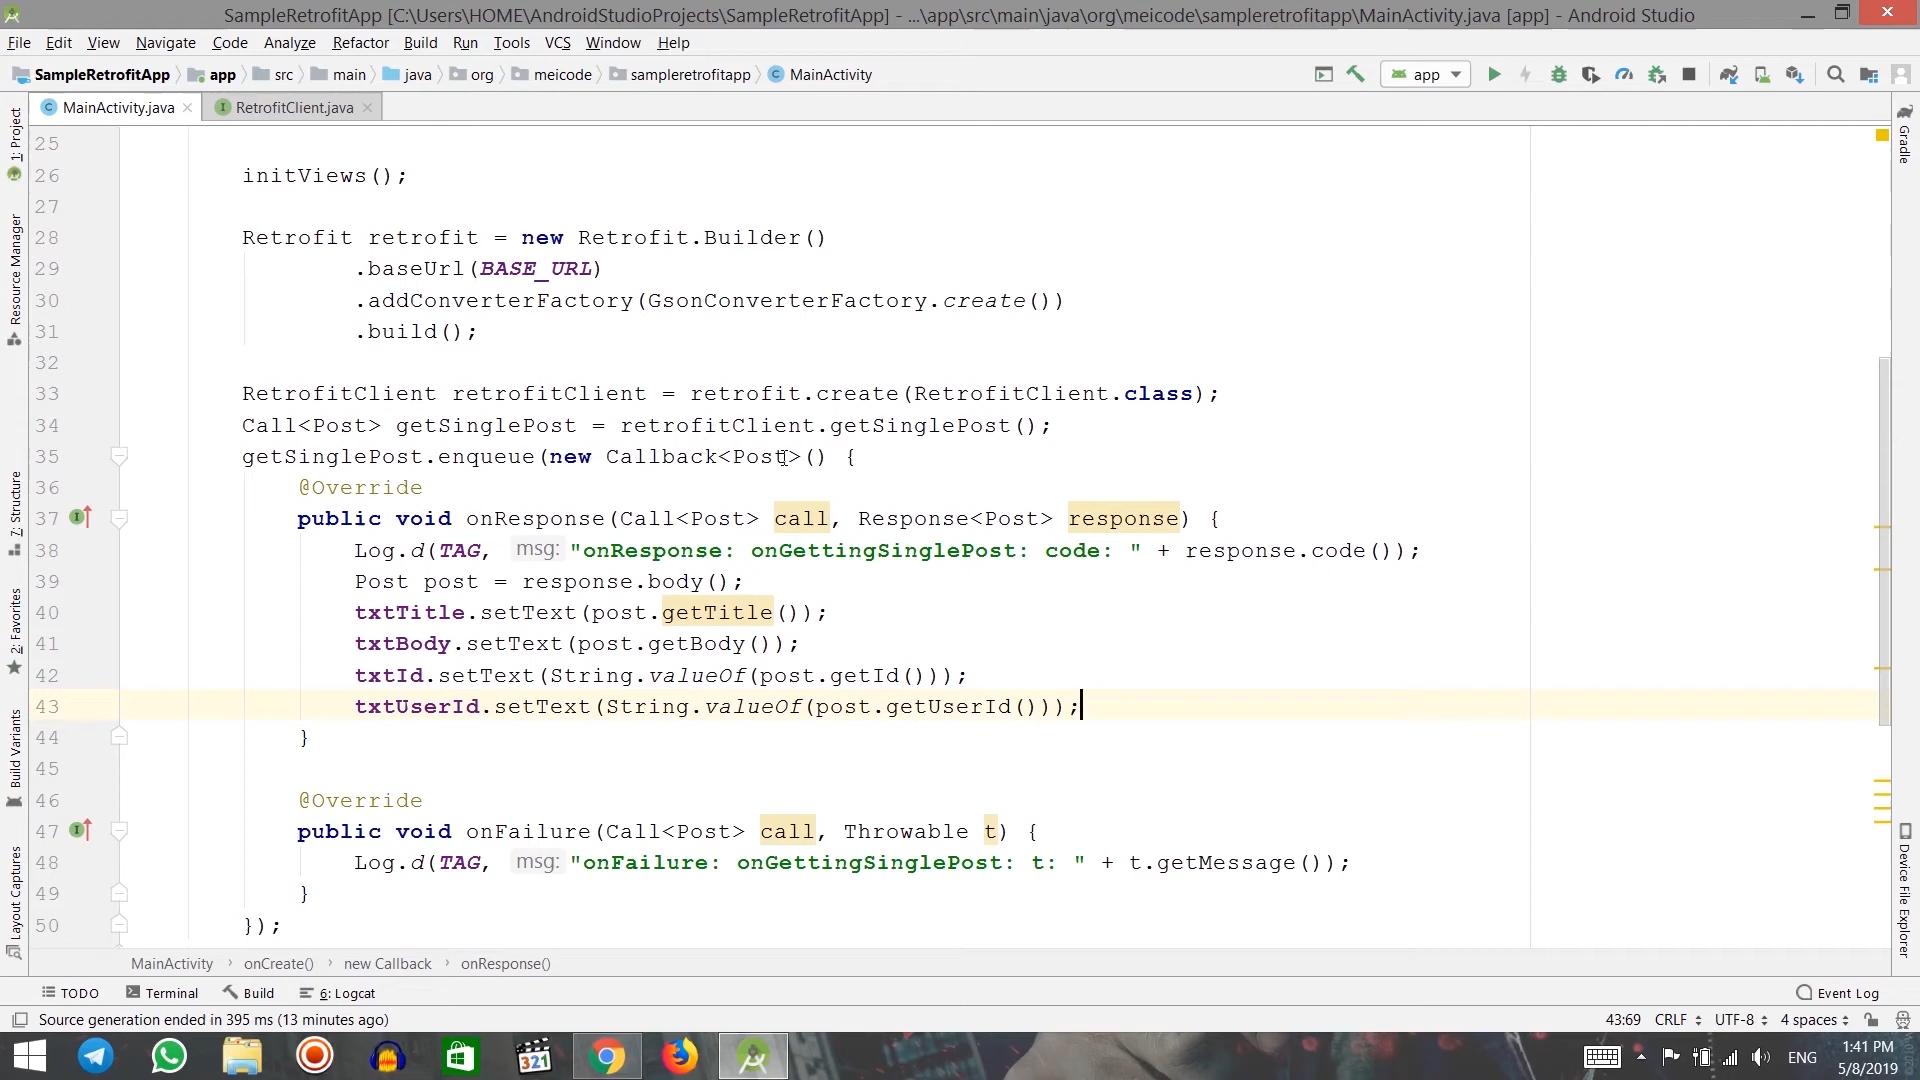 SampleRetrofitApp [C:\Users\HOME\AndroidStudioProjects\SampleRetrofitApp] - ...\app\src\main\java\org\meicode\sampleretrofitapp\MainActivity.java [app] - Android Studio
File Edit View Navigate Code Analyze Refactor Build Run Tools VCS Window Help
SampleRetrofitApp app src main java org meicode sampleretrofitapp MainActivity app
MainActivity.java RetrofitClient.java
1: Project
Resource Manager
7: Structure
2: Favorites
Build Variants
Layout Captures
Gradle
Device File Explorer
25
26 initViews();
27
28 Retrofit retrofit = new Retrofit.Builder()
29 .baseUrl(BASE_URL)
30 .addConverterFactory(GsonConverterFactory.create())
31 .build();
32
33 RetrofitClient retrofitClient = retrofit.create(RetrofitClient.class);
34 Call<Post> getSinglePost = retrofitClient.getSinglePost();
35 getSinglePost.enqueue(new Callback<Post>() {
36 @Override
37 public void onResponse(Call<Post> call, Response<Post> response) {
38 Log.d(TAG, msg: "onResponse: onGettingSinglePost: code: " + response.code());
39 Post post = response.body();
40 txtTitle.setText(post.getTitle());
41 txtBody.setText(post.getBody());
42 txtId.setText(String.valueOf(post.getId()));
43 txtUserId.setText(String.valueOf(post.getUserId()));
44 }
45
46 @Override
47 public void onFailure(Call<Post> call, Throwable t) {
48 Log.d(TAG, msg: "onFailure: onGettingSinglePost: t: " + t.getMessage());
49 }
50 });
MainActivity › onCreate() › new Callback › onResponse()
TODO Terminal Build 6: Logcat Event Log
Source generation ended in 395 ms (13 minutes ago) 43:69 CRLF UTF-8 4 spaces
321 ENG 1:41 PM
5/8/2019